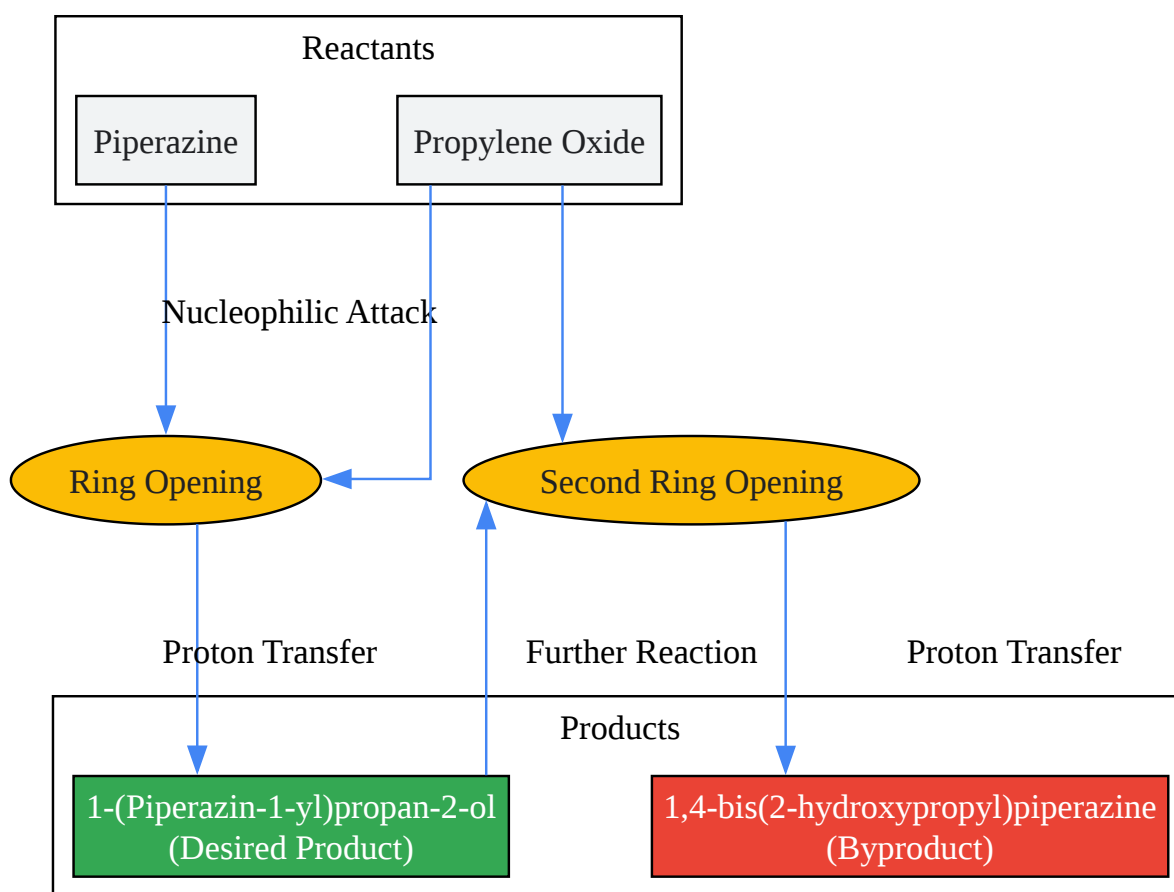 Reactants
Piperazine
Propylene Oxide
Nucleophilic Attack
Ring Opening
Second Ring Opening
Proton Transfer
Further Reaction
Proton Transfer
Products
1-(Piperazin-1-yl)propan-2-ol
(Desired Product)
1,4-bis(2-hydroxypropyl)piperazine
(Byproduct)